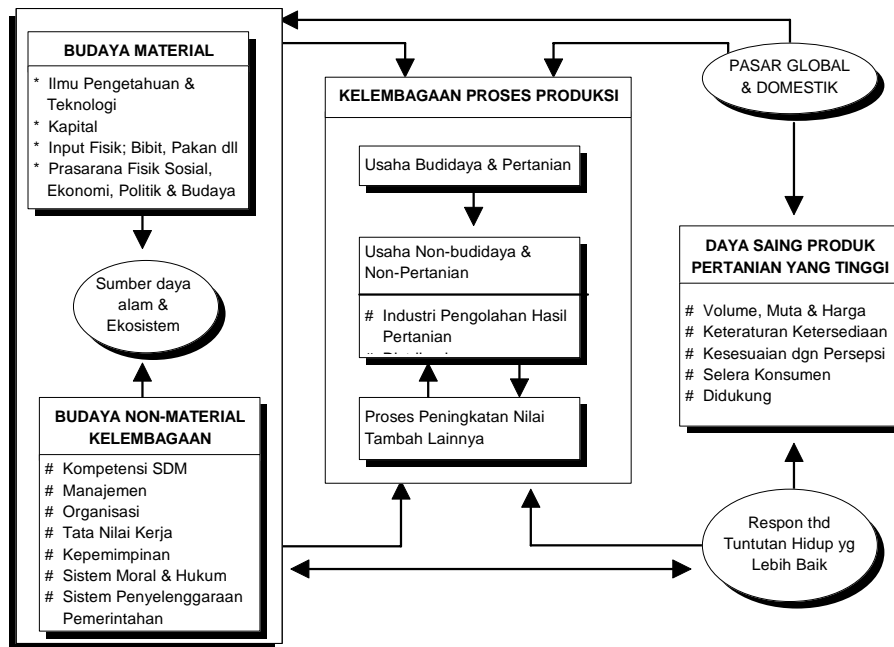 BUDAYA MATERIAL
* Ilmu Pengetahuan &
Teknologi
* Kapital
* Input Fisik; Bibit, Pakan dll
* Prasarana Fisik Sosial,
Ekonomi, Politik & Budaya
Sumber daya
alam &
Ekosistem
BUDAYA NON-MATERIAL
KELEMBAGAAN
# Kompetensi SDM
# Manajemen
# Organisasi
# Tata Nilai Kerja
# Kepemimpinan
# Sistem Moral & Hukum
# Sistem Penyelenggaraan
Pemerintahan
KELEMBAGAAN PROSES PRODUKSI
Usaha Budidaya & Pertanian
Usaha Non-budidaya &
Non-Pertanian
# Industri Pengolahan Hasil
Pertanian
Proses Peningkatan Nilai
Tambah Lainnya
PASAR GLOBAL
& DOMESTIK
DAYA SAING PRODUK
PERTANIAN YANG TINGGI
# Volume, Muta & Harga
# Keteraturan Ketersediaan
# Kesesuaian dgn Persepsi
# Selera Konsumen
# Didukung
Respon thd
Tuntutan Hidup yg
Lebih Baik